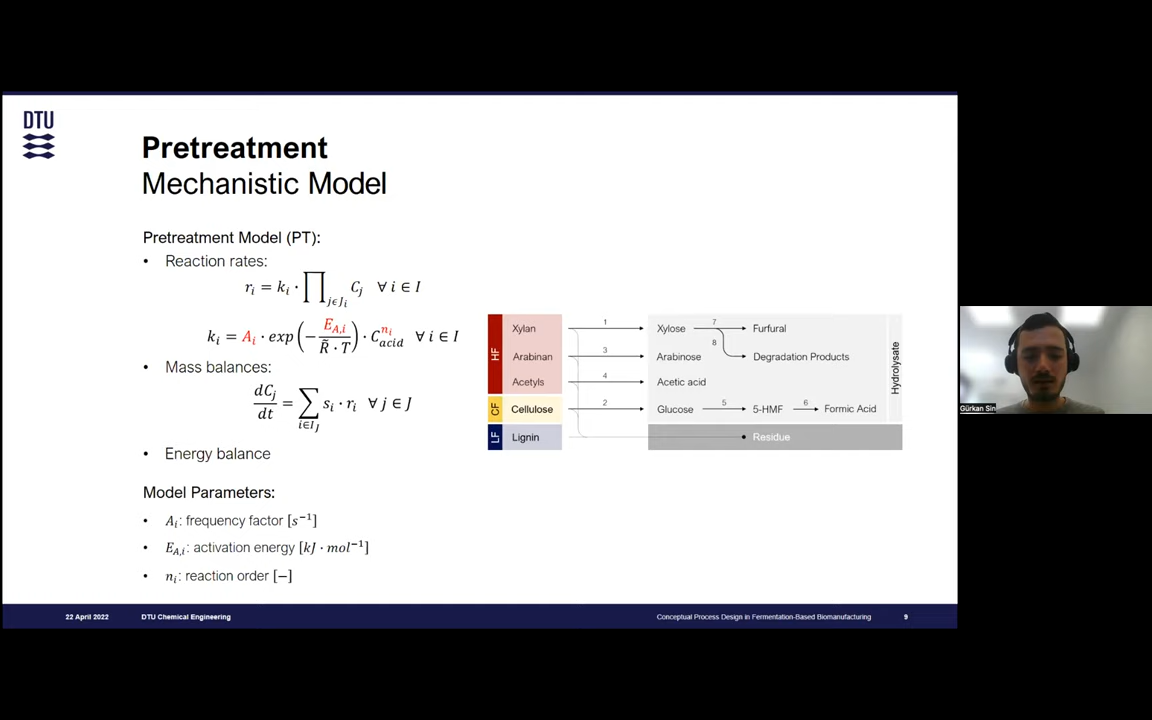 DTU
Pretreatment
Mechanistic Model
Pretreatment Model (PT):
• Reaction rates:
r_i = k_i · ∏_{jϵJ_i} C_j ∀ i ∈ I
k_i = A_i · exp(−E_{A,i} / (R̃ · T)) · C_{acid}^{n_i} ∀ i ∈ I
• Mass balances:
dC_j/dt = ∑_{i∈I_J} s_i · r_i ∀ j ∈ J
• Energy balance
Model Parameters:
• A_i: frequency factor [s⁻¹]
• E_{A,i}: activation energy [kJ · mol⁻¹]
• n_i: reaction order [−]
HF
Xylan 1 Xylose 7 Furfural
8
Arabinan 3 Arabinose Degradation Products
Acetyls 4 Acetic acid
CF
Cellulose 2 Glucose 5 5-HMF 6 Formic Acid
LF
Lignin Residue
Hydrolysate
22 April 2022 DTU Chemical Engineering Conceptual Process Design in Fermentation-Based Biomanufacturing 9
Gürkan Sin